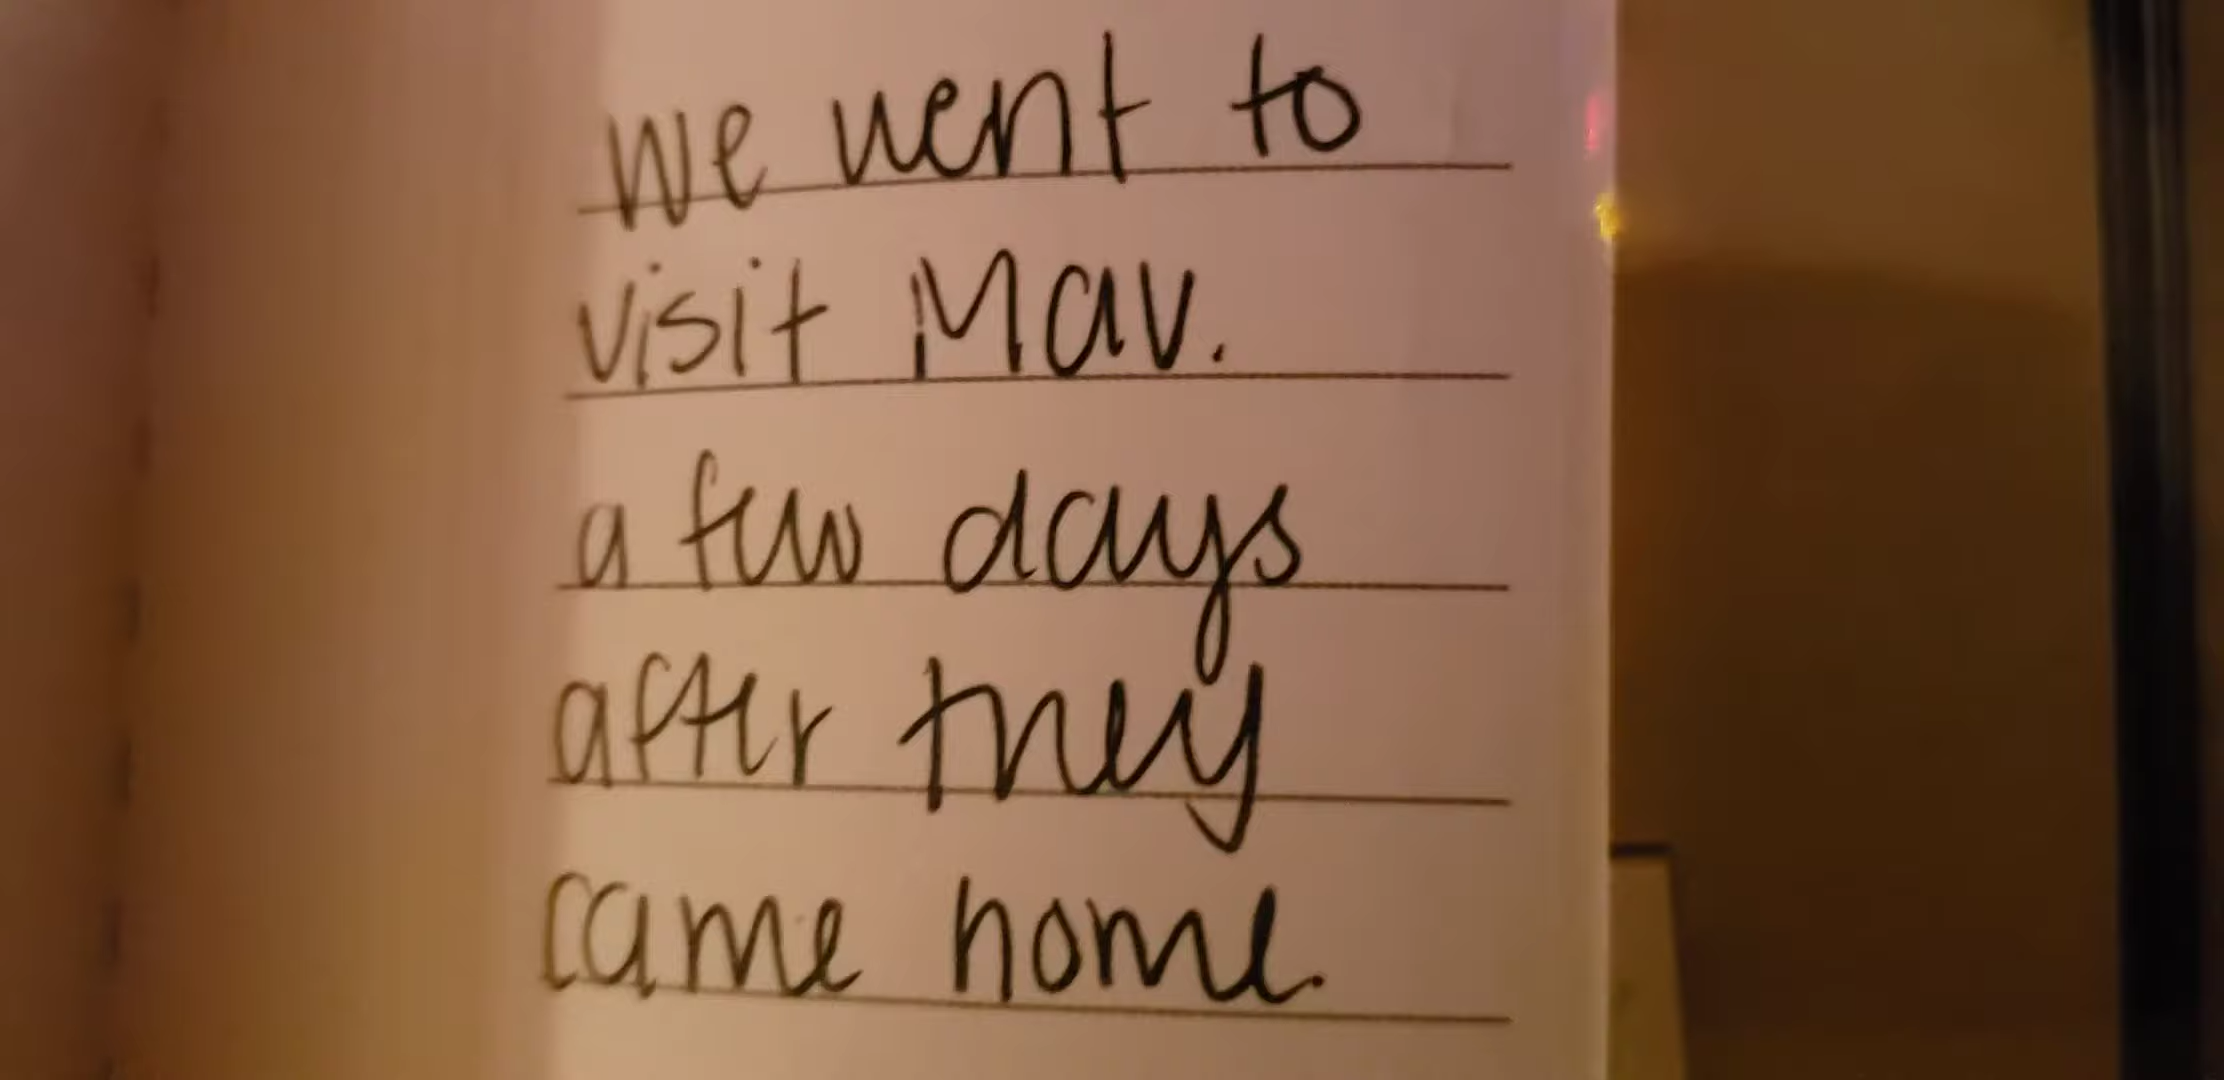 we went to
visit Mav.
a few days
after they
came home.